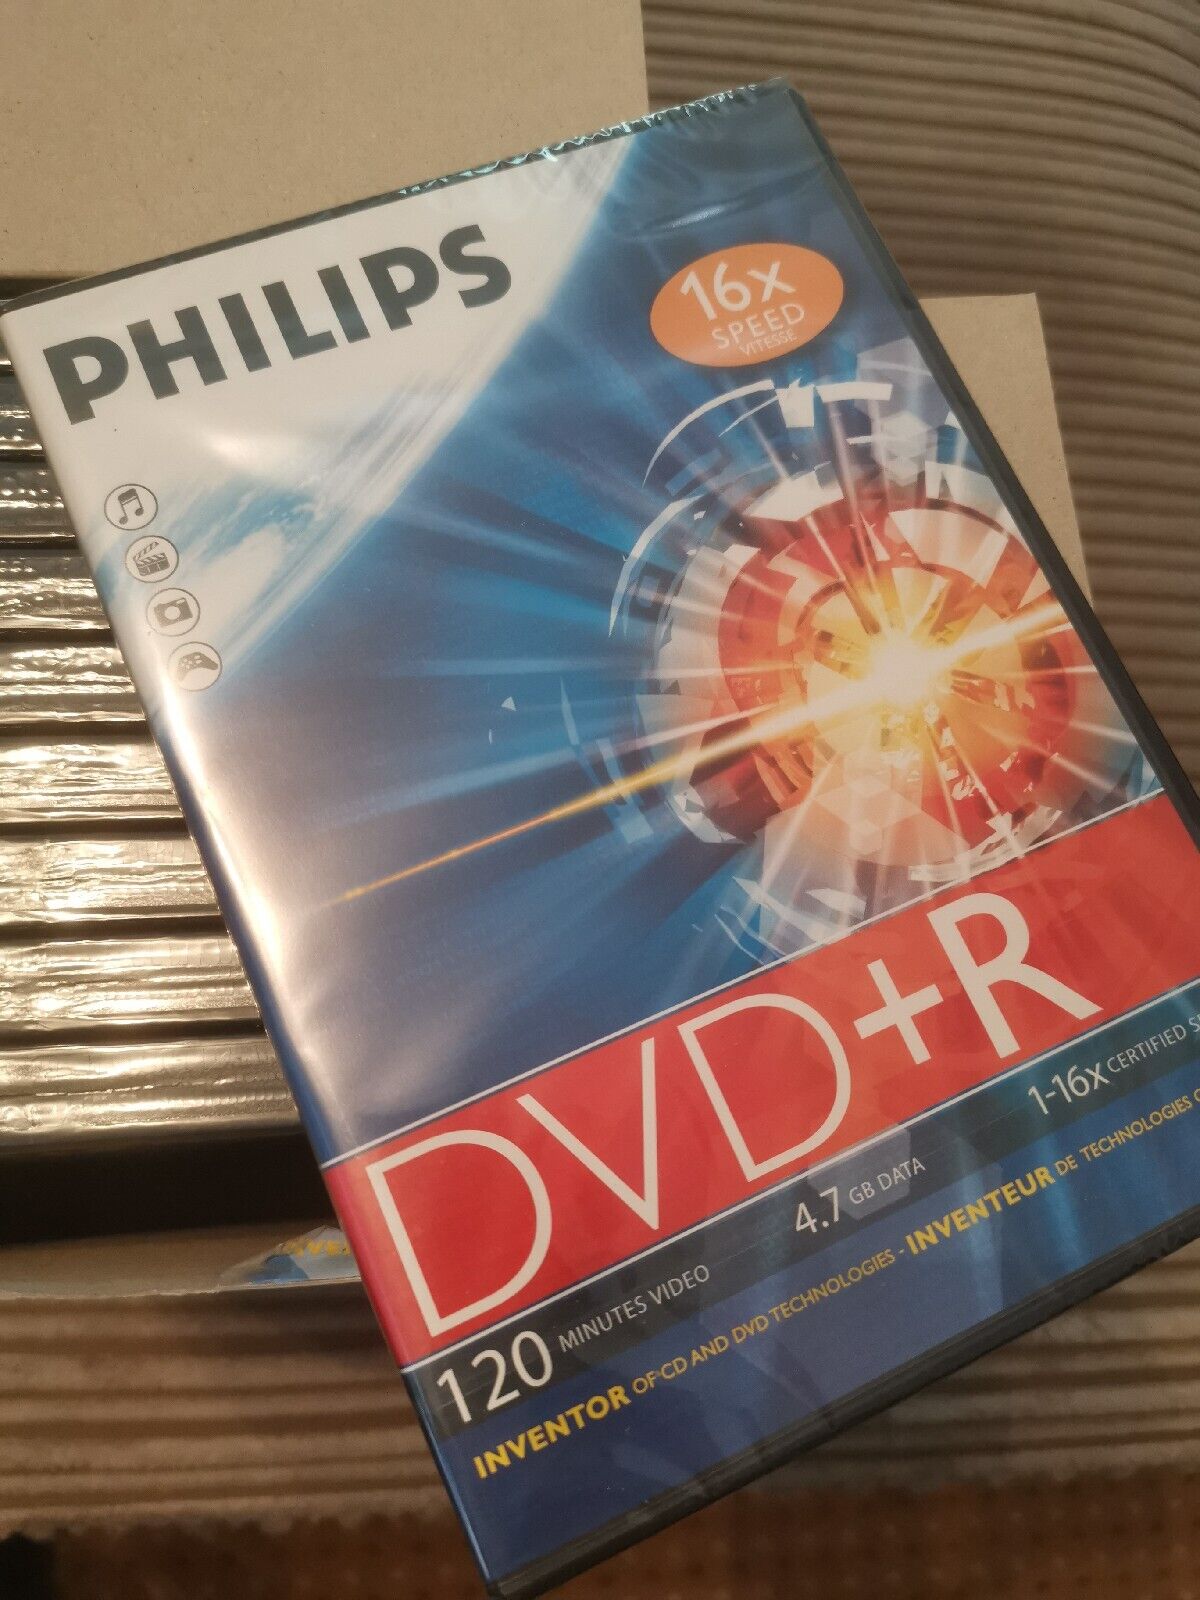 PHILIPS
16x
SPEED
VITESSE
DVD+R
120 MINUTES VIDEO 4.7 GB DATA 1-16x CERTIFIED
INVENTOR OF CD AND DVD TECHNOLOGIES - INVENTEUR DE TECHNOLOGIES